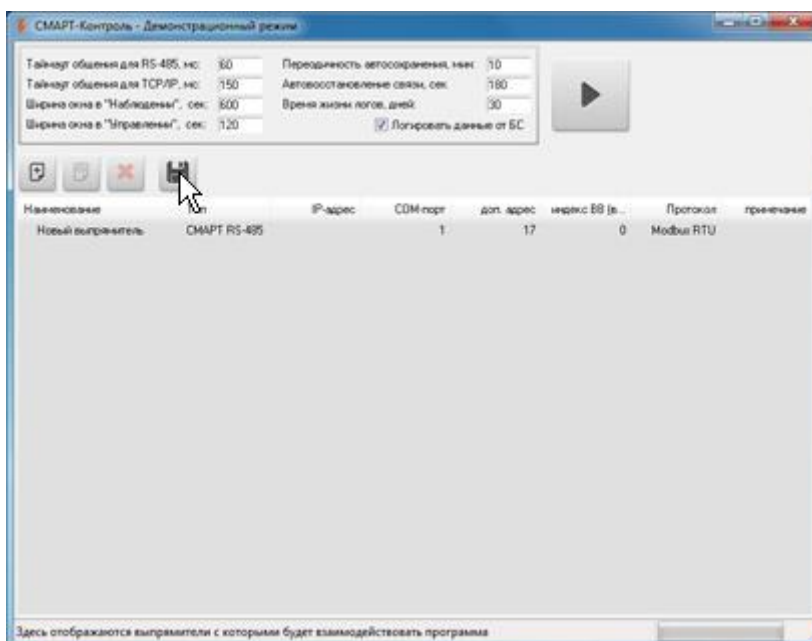 СМАРТ-Контроль - Демонстрационный режим
Таймаут общения для RS-485, мс: 60
Переодичность автосохранения, мин: 10
Таймаут общения для TCP/IP, мс: 150
Автовосстановление связи, сек: 180
Ширина окна в "Наблюдении", сек: 600
Время жизни логов, дней: 30
Ширина окна в "Управлении", сек: 120
Логировать данные от БС
Наименование IP-адрес COM-порт доп. адрес индекс ВВ (в... Протокол примечание
Новый выпрямитель СМАРТ RS-485 1 17 0 Modbus RTU
Здесь отображаются выпрямители с которыми будет взаимодействовать программа